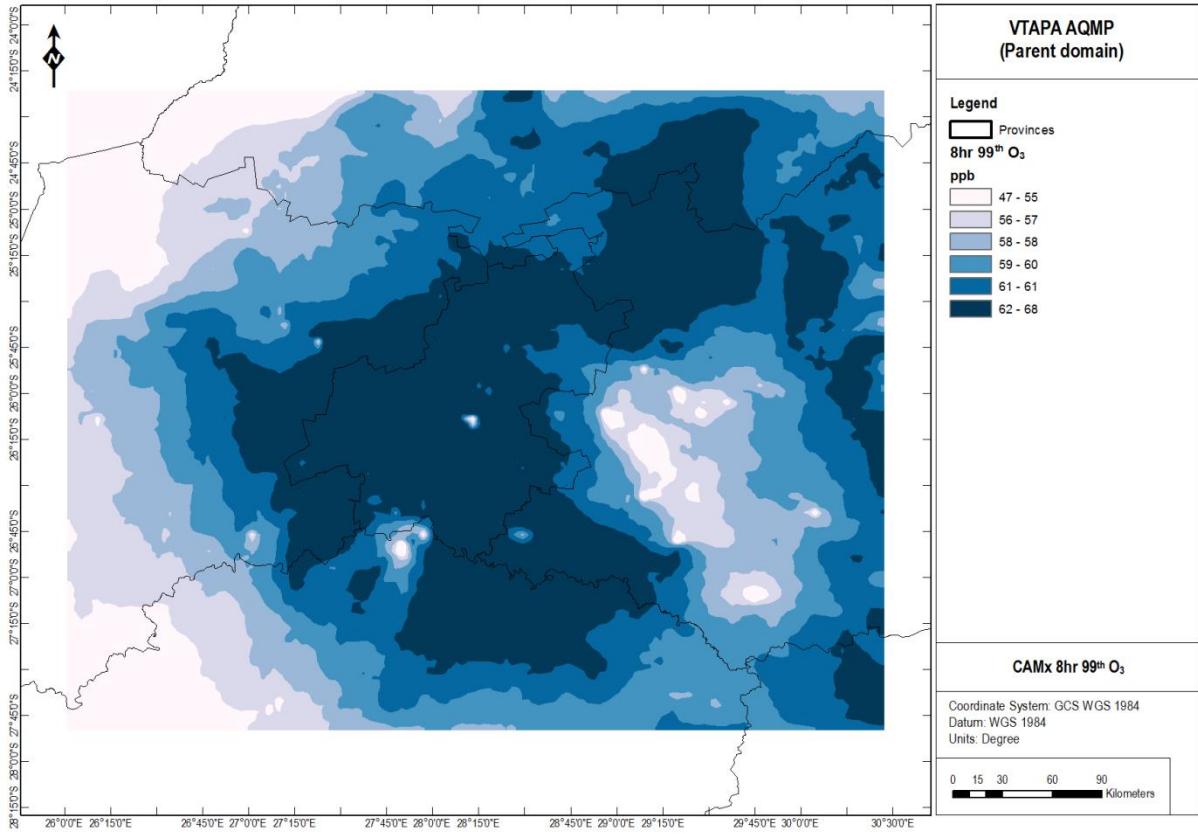 24°0'0"S
24°15'0"S
24°45'0"S
25°0'0"S
25°15'0"S
25°45'0"S
26°0'0"S
26°15'0"S
26°45'0"S
27°0'0"S
27°15'0"S
27°45'0"S
28°0'0"S
28°15'0"S
N
26°0'0"E 26°15'0"E 26°45'0"E 27°0'0"E 27°15'0"E 27°45'0"E 28°0'0"E 28°15'0"E 28°45'0"E 29°0'0"E 29°15'0"E 29°45'0"E 30°0'0"E 30°30'0"E
VTAPA AQMP
(Parent domain)
Legend
Provinces
8hr 99th O₃
ppb
47 - 55
56 - 57
58 - 58
59 - 60
61 - 61
62 - 68
CAMx 8hr 99th O₃
Coordinate System: GCS WGS 1984
Datum: WGS 1984
Units: Degree
0 15 30 60 90
Kilometers